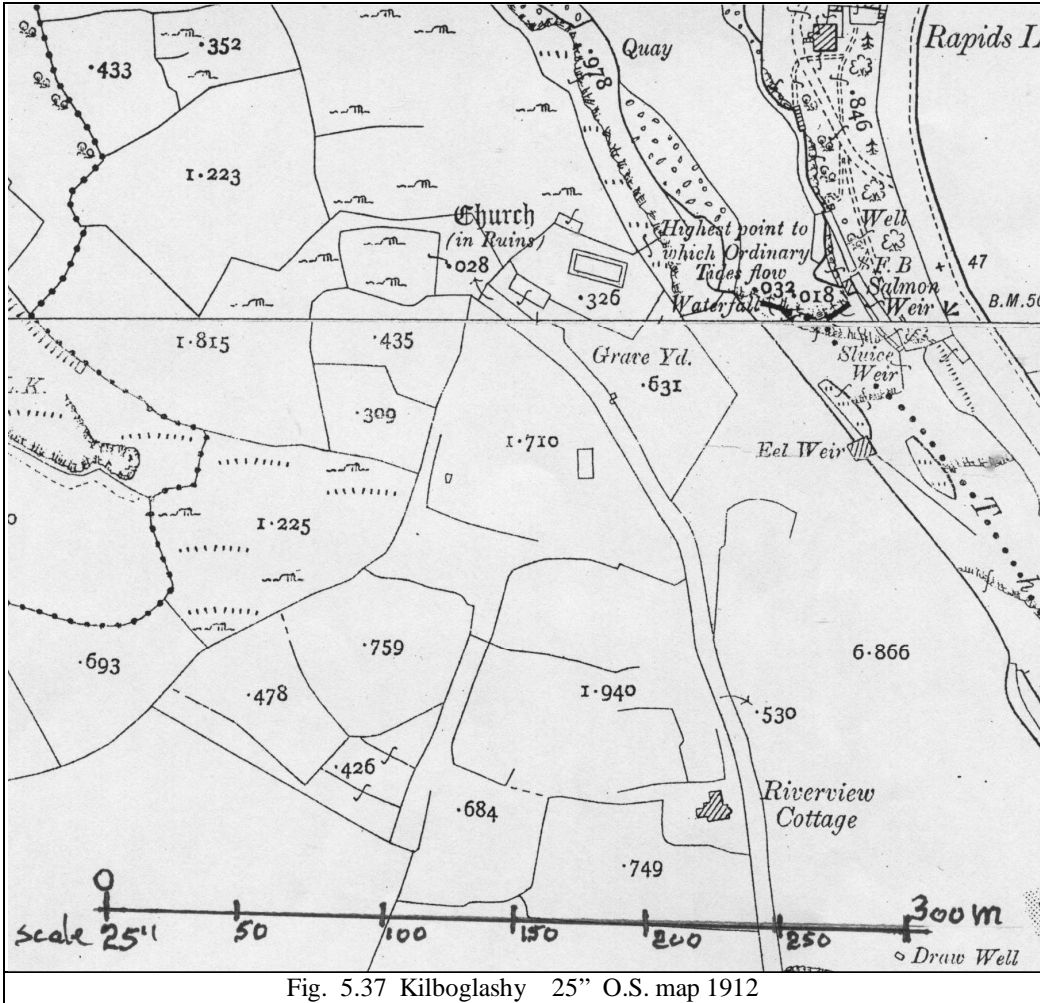 ·433
·352
Quay
·978
Rapids L
·846
1·223
Church
(in Ruins)
·028
·326
Highest point to
which Ordinary
Tides flow
Waterfall
·032
·018
Well
F.B
Salmon
Weir
47
B.M.50
1·815
·435
Grave Yd.
·631
Sluice
Weir
L.K
·399
1·710
Eel Weir
1·225
T
h
·693
·759
·478
1·940
6·866
·530
·426
·684
Riverview
Cottage
·749
0
50
100
150
200
250
300 m
scale 25"
Draw Well
Fig. 5.37 Kilboglashy 25” O.S. map 1912